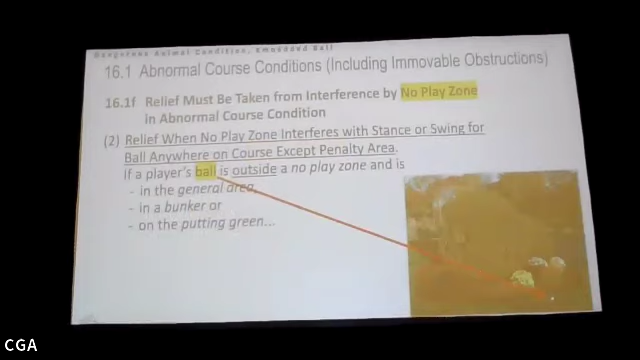 Dangerous Animal Condition, Embedded Ball
16.1 Abnormal Course Conditions (Including Immovable Obstructions)
16.1f Relief Must Be Taken from Interference by No Play Zone
in Abnormal Course Condition
(2) Relief When No Play Zone Interferes with Stance or Swing for
Ball Anywhere on Course Except Penalty Area.
If a player's ball is outside a no play zone and is
- in the general area,
- in a bunker or
- on the putting green...
CGA